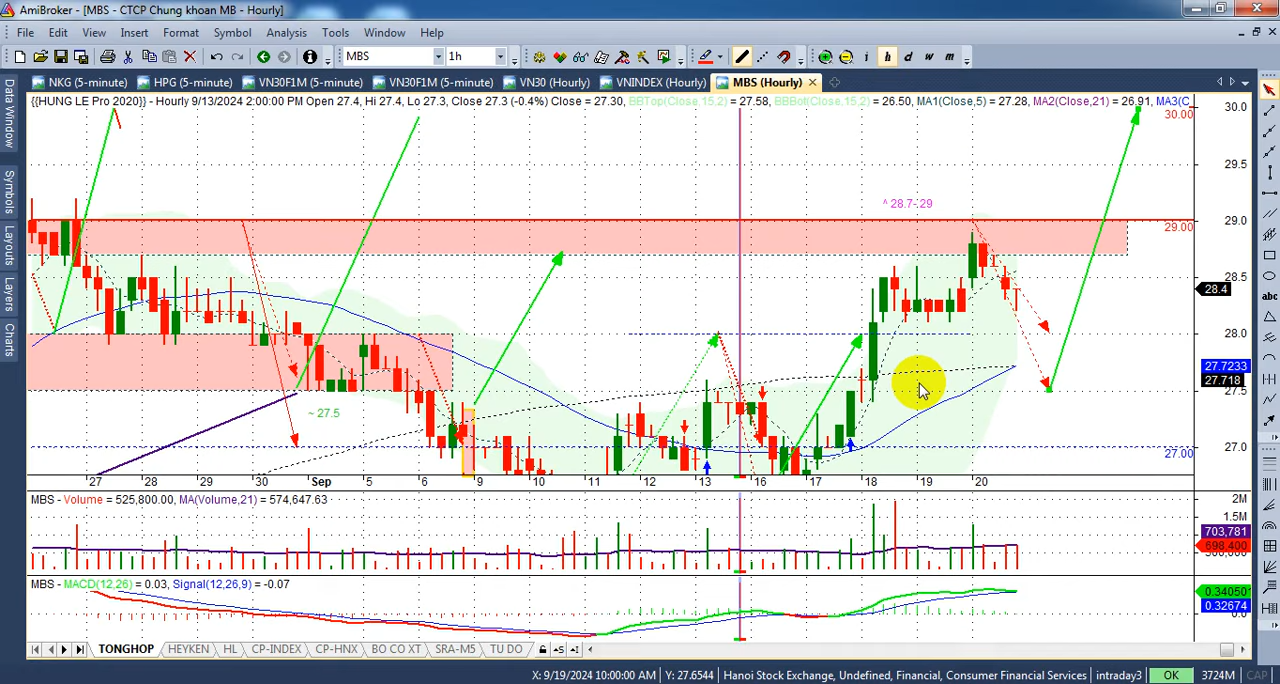 AmiBroker - [MBS - CTCP Chung khoan MB - Hourly]
File Edit View Insert Format Symbol Analysis Tools Window Help
MBS 1h i h d w m
NKG (5-minute) HPG (5-minute) VN30F1M (5-minute) VN30F1M (5-minute) VN30 (Hourly) VNINDEX (Hourly) MBS (Hourly)
{{HUNG LE Pro 2020}} - Hourly 9/13/2024 2:00:00 PM Open 27.4, Hi 27.4, Lo 27.3, Close 27.3 (-0.4%) Close = 27.30, BBTop(Close,15,2) = 27.58, BBBot(Close,15,2) = 26.50, MA1(Close,5) = 27.28, MA2(Close,21) = 26.91, MA3(C
Data Window
Symbols
Layouts
Layers
Charts
abc
30.0
30.00
29.5
^ 28.7-29
29.0
29.00
28.5
28.4
28.0
27.7233
27.718
27.5
~ 27.5
27.0
27.00
27 28 29 30 Sep 5 6 9 10 11 12 13 16 17 18 19 20
MBS - Volume = 525,800.00, MA(Volume,21) = 574,647.63
2M
1.5M
703,781
698,400
MBS - MACD(12,26) = 0.03, Signal(12,26,9) = -0.07
0.34050
0.32674
TONGHOP HEYKEN HL CP-INDEX CP-HNX BO CO XT SRA-M5 TU DO
X: 9/19/2024 10:00:00 AM Y: 27.6544 Hanoi Stock Exchange, Undefined, Financial, Consumer Financial Services intraday3 OK 3724M CAP